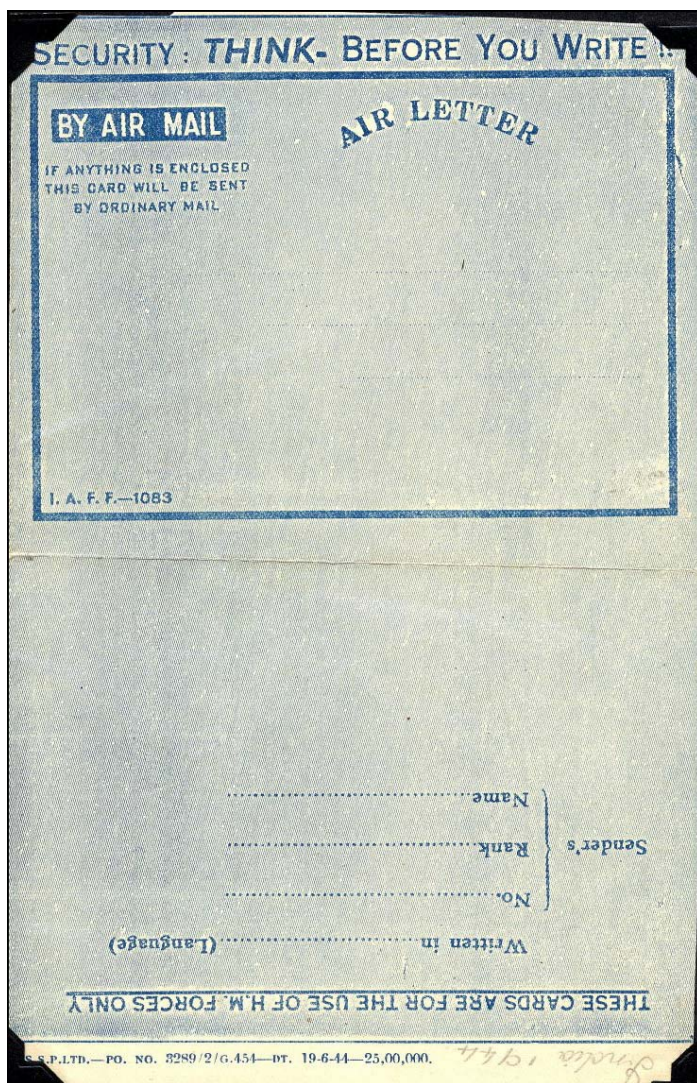 SECURITY : THINK- BEFORE YOU WRITE !!
BY AIR MAIL
AIR LETTER
IF ANYTHING IS ENCLOSED
THIS CARD WILL BE SENT
BY ORDINARY MAIL
I. A. F. F.—1083
THESE CARDS ARE FOR THE USE OF H.M. FORCES ONLY
Written in (Language)
Sender's
No.
Rank
Name
S.P.LTD.—PO. NO. 3289/2/G.454—DT. 19-6-44—25,00,000.
India 1944